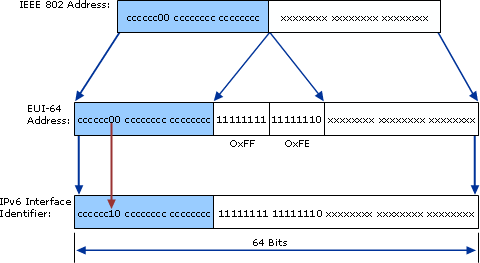 IEEE 802 Address:
cccccc00 cccccccc cccccccc
xxxxxxxx xxxxxxxx xxxxxxxx
EUI-64
Address:
cccccc00 cccccccc cccccccc
11111111
11111110
xxxxxxxx xxxxxxxx xxxxxxxx
0xFF
0xFE
IPv6 Interface
Identifier:
cccccc10 cccccccc cccccccc
11111111 11111110 xxxxxxxx xxxxxxxx xxxxxxxx
64 Bits